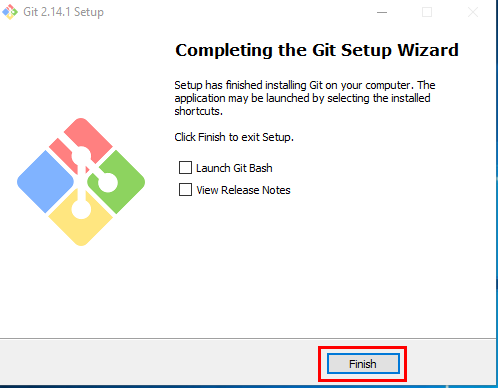 Git 2.14.1 Setup
Completing the Git Setup Wizard
Setup has finished installing Git on your computer. The
application may be launched by selecting the installed
shortcuts.
Click Finish to exit Setup.
Launch Git Bash
View Release Notes
Finish